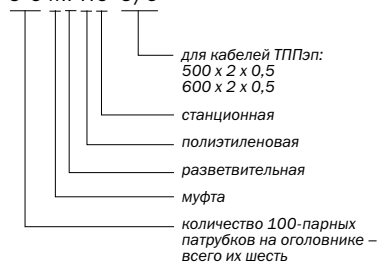 для кабелей ТППэп:
500 х 2 х 0,5
600 х 2 х 0,5
станционная
полиэтиленовая
разветвительная
муфта
количество 100-парных
патрубков на оголовнике –
всего их шесть